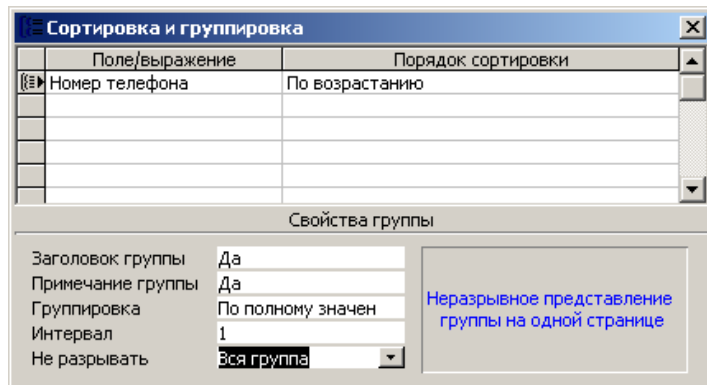 Сортировка и группировка
Поле/выражение Порядок сортировки
Номер телефона По возрастанию
Свойства группы
Заголовок группы Да
Примечание группы Да
Группировка По полному значен
Интервал 1
Не разрывать Вся группа
Неразрывное представление
группы на одной странице